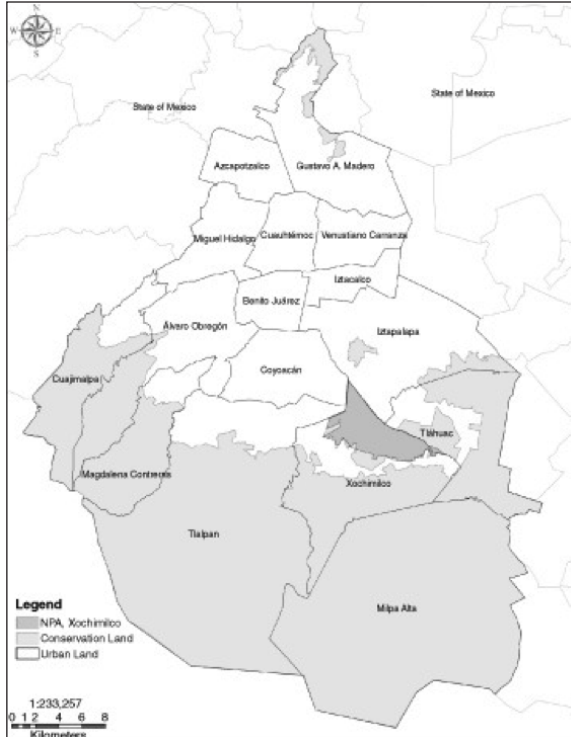 N
W
E
S
State of Mexico
State of Mexico
Azcapotzalco
Gustavo A. Madero
Miguel Hidalgo
Cuauhtémoc
Venustiano Carranza
Iztacalco
Benito Juárez
Álvaro Obregón
Iztapalapa
Cuajimalpa
Coyoacán
Tláhuac
Magdalena Contreras
Xochimilco
Tlalpan
Milpa Alta
Legend
NPA, Xochimilco
Conservation Land
Urban Land
1:233,257
0 1 2 4 6 8
Kilometers